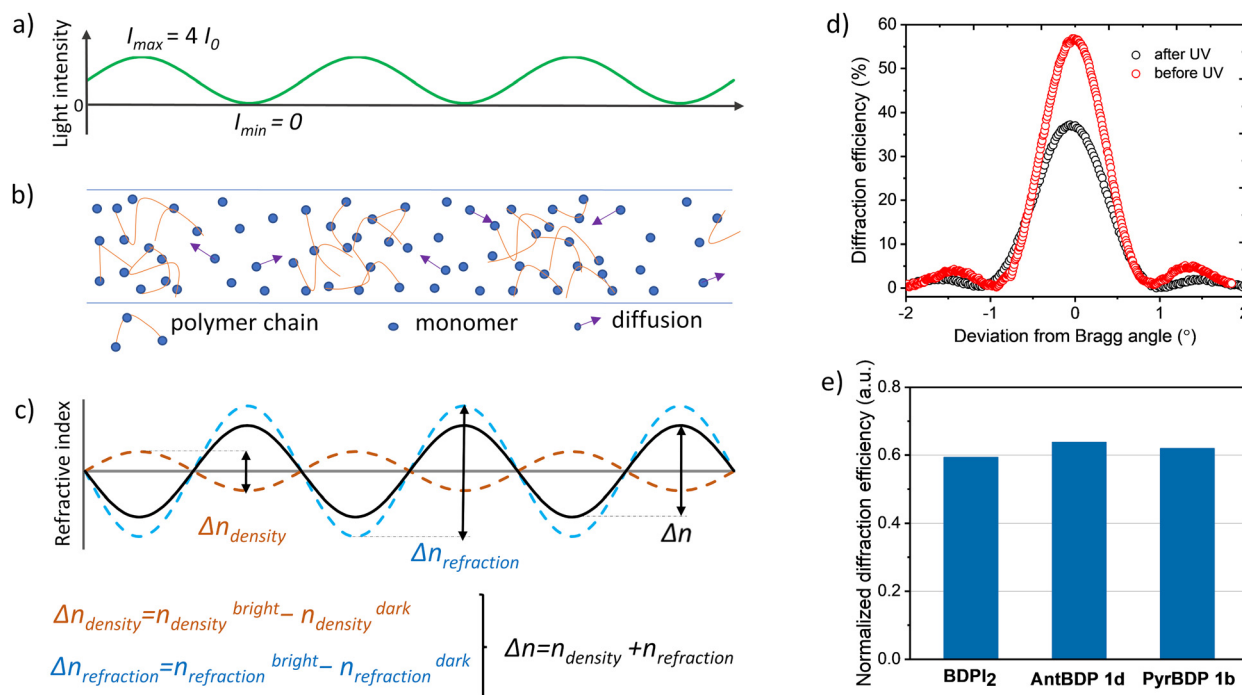 a)
Light intensity
I_max = 4 I_0
0
I_min = 0
b)
polymer chain
monomer
diffusion
c)
Refractive index
Δn_density
Δn_refraction
Δn
Δn_density=n_density^bright– n_density^dark
Δn_refraction=n_refraction^bright– n_refraction^dark
Δn=n_density +n_refraction
d)
Diffraction efficiency (%)
60
50
40
30
20
10
0
after UV
before UV
-2 -1 0 1 2
Deviation from Bragg angle (°)
e)
Normalized diffraction efficiency (a.u.)
0.8
0.6
0.4
0.2
0.0
BDPI2 AntBDP 1d PyrBDP 1b